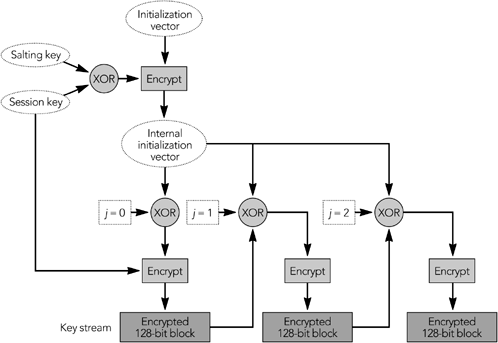 Initialization
vector
Salting key
XOR
Encrypt
Session key
Internal
initialization
vector
j = 0
XOR
j = 1
XOR
j = 2
XOR
Encrypt
Encrypt
Encrypt
Key stream
Encrypted
128-bit block
Encrypted
128-bit block
Encrypted
128-bit block